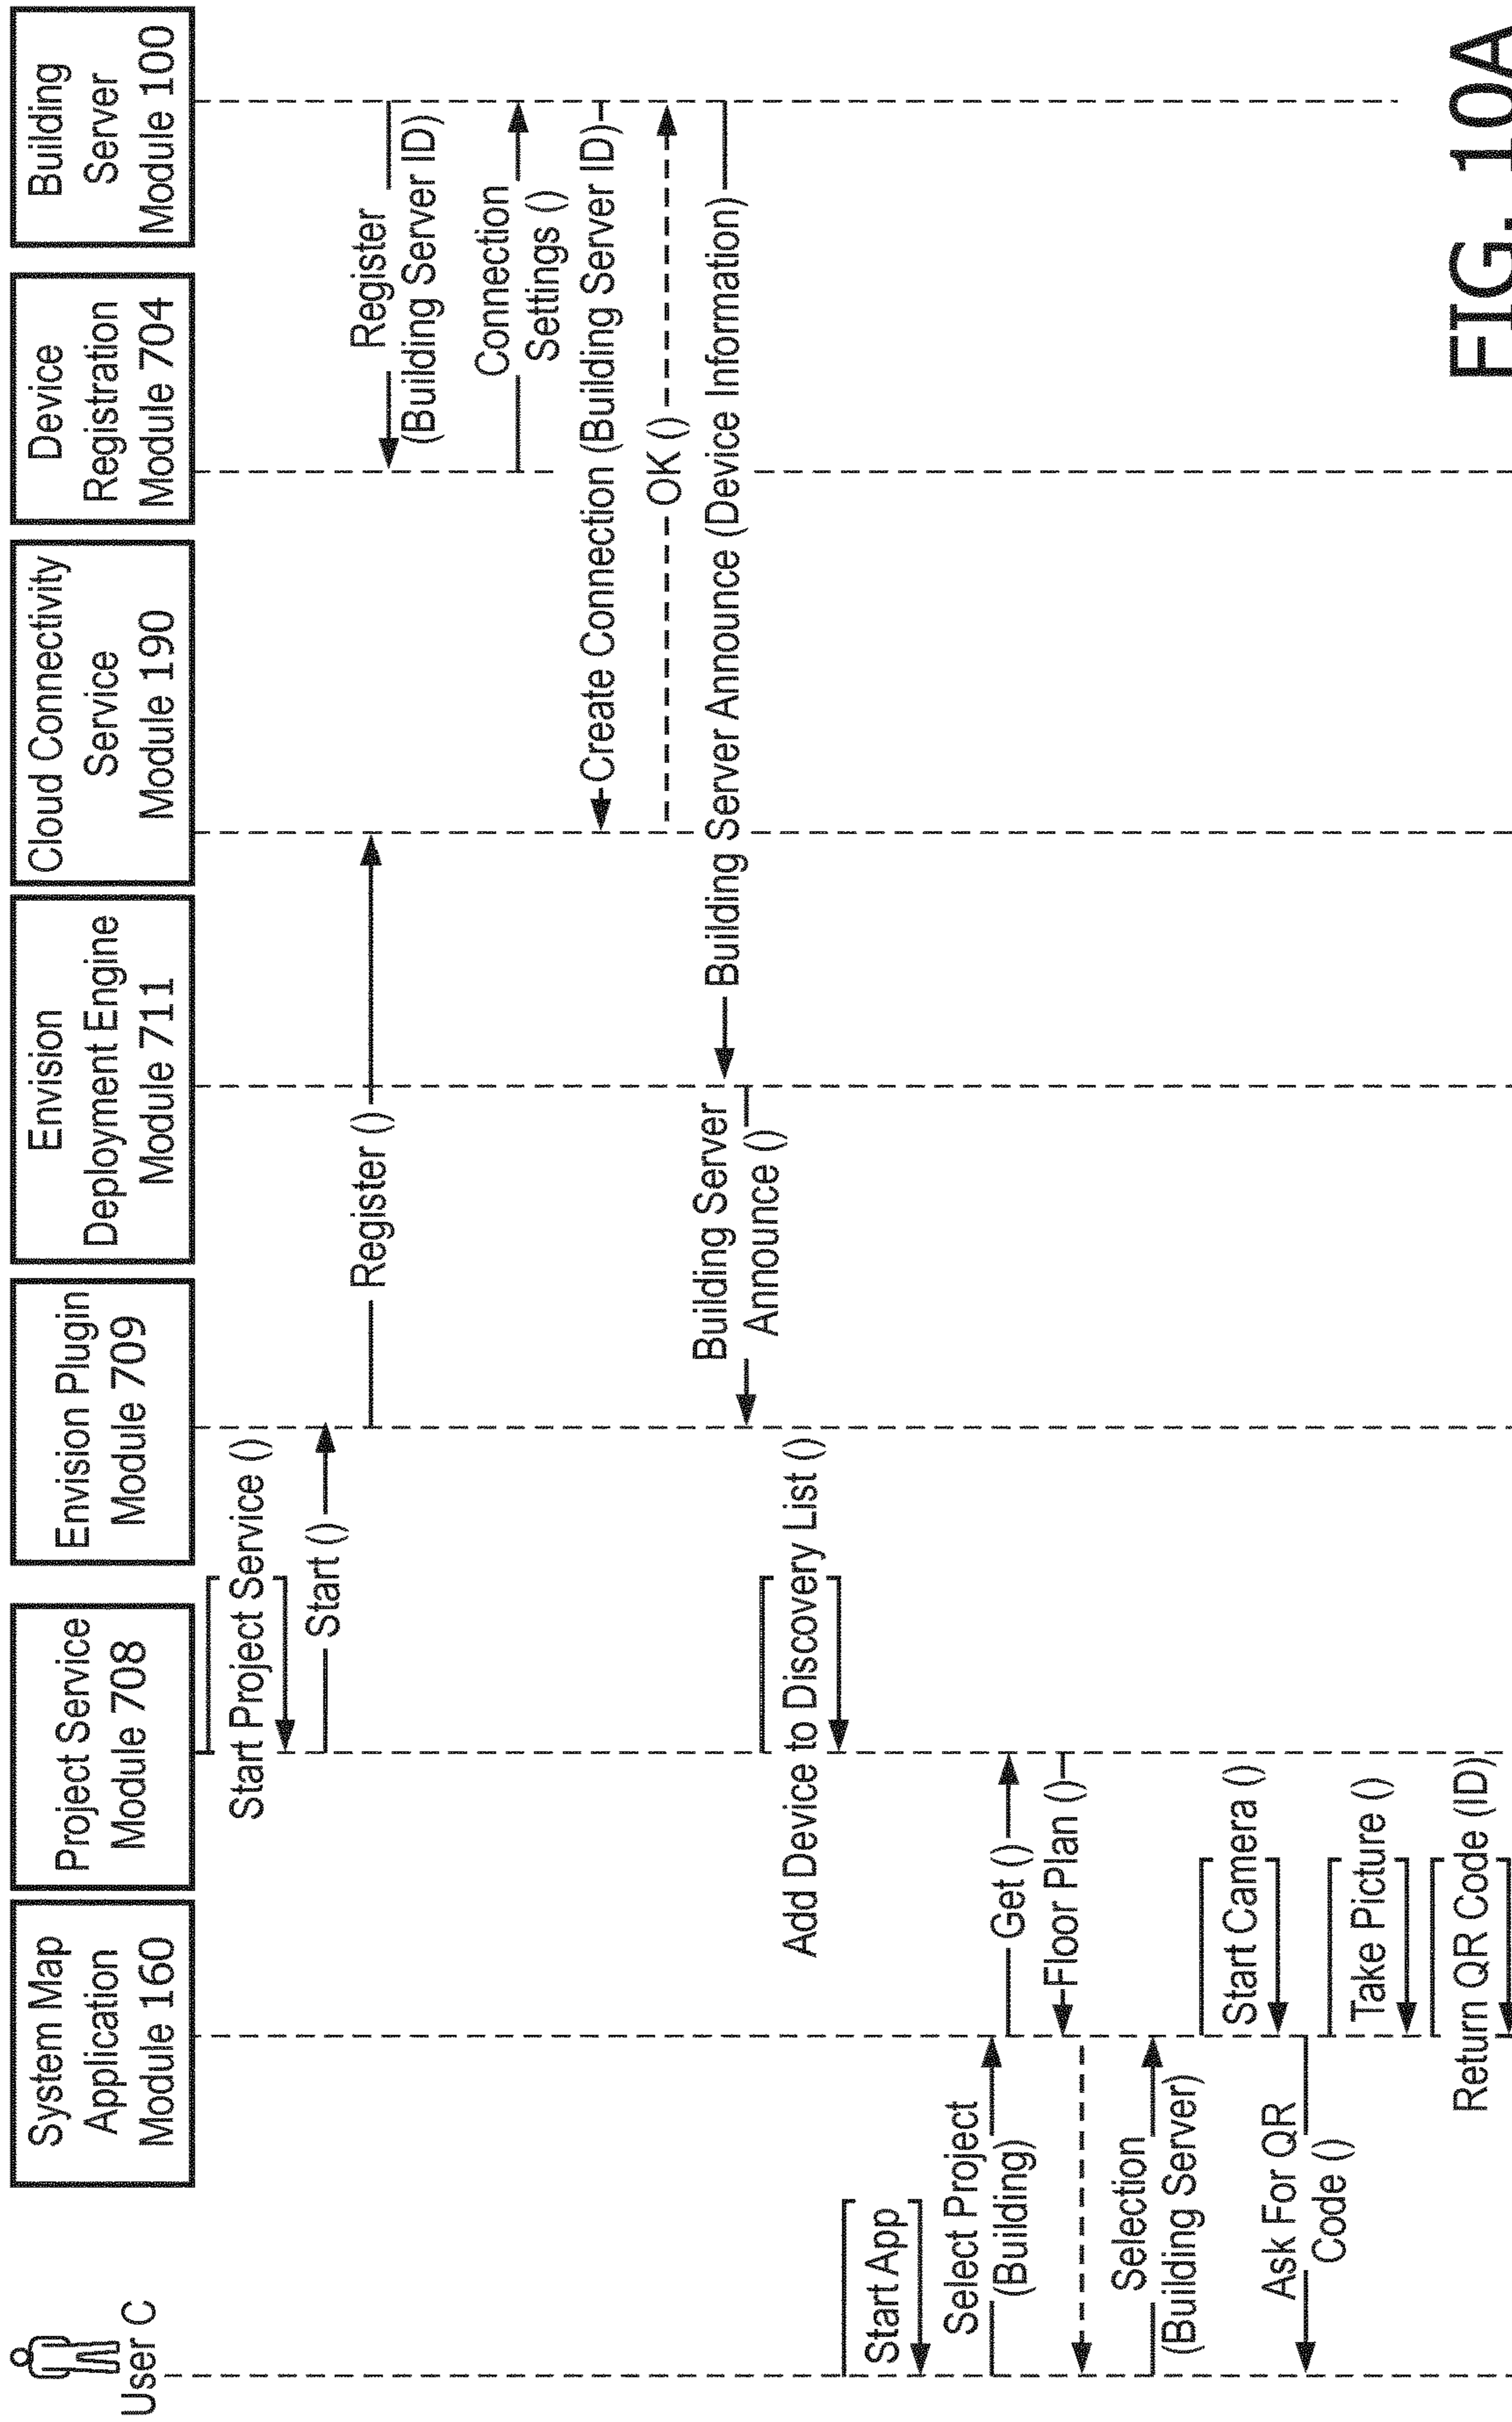 User C
System Map
Application
Module 160
Project Service
Module 708
Envision Plugin
Module 709
Envision
Deployment Engine
Module 711
Cloud Connectivity
Service
Module 190
Device
Registration
Module 704
Building
Server
Module 100
Start Project Service ()
Start ()
Register ()
Register
(Building Server ID)
Connection
Settings ()
Create Connection (Building Server ID)
OK ()
Building Server Announce (Device Information)
Building Server
Announce ()
Add Device to Discovery List ()
Start App
Select Project
(Building)
Get ()
Floor Plan ()
Selection
(Building Server)
Start Camera ()
Ask For QR
Code ()
Take Picture ()
Return QR Code (ID)
FIG. 10A